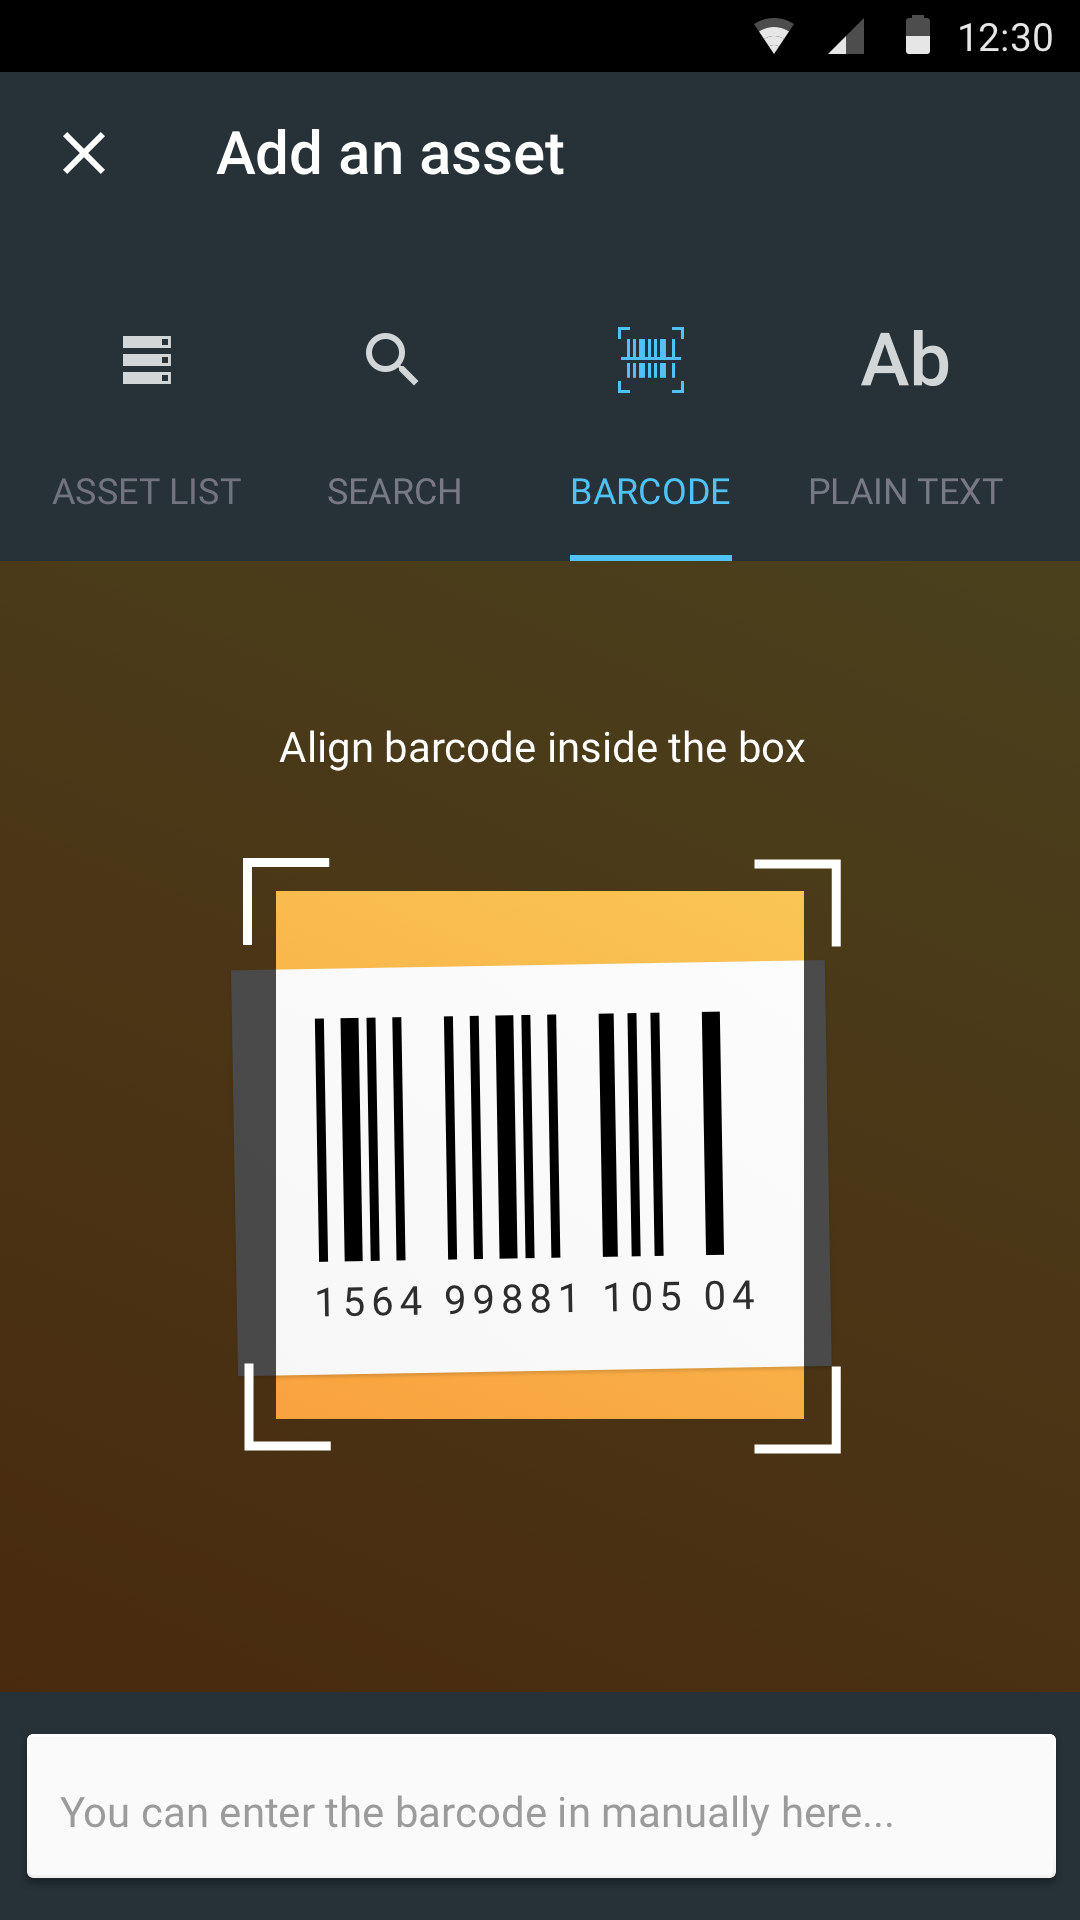 12:30
Add an asset
Ab
ASSET LIST SEARCH BARCODE PLAIN TEXT
Align barcode inside the box
1564 99881 105 04
You can enter the barcode in manually here...